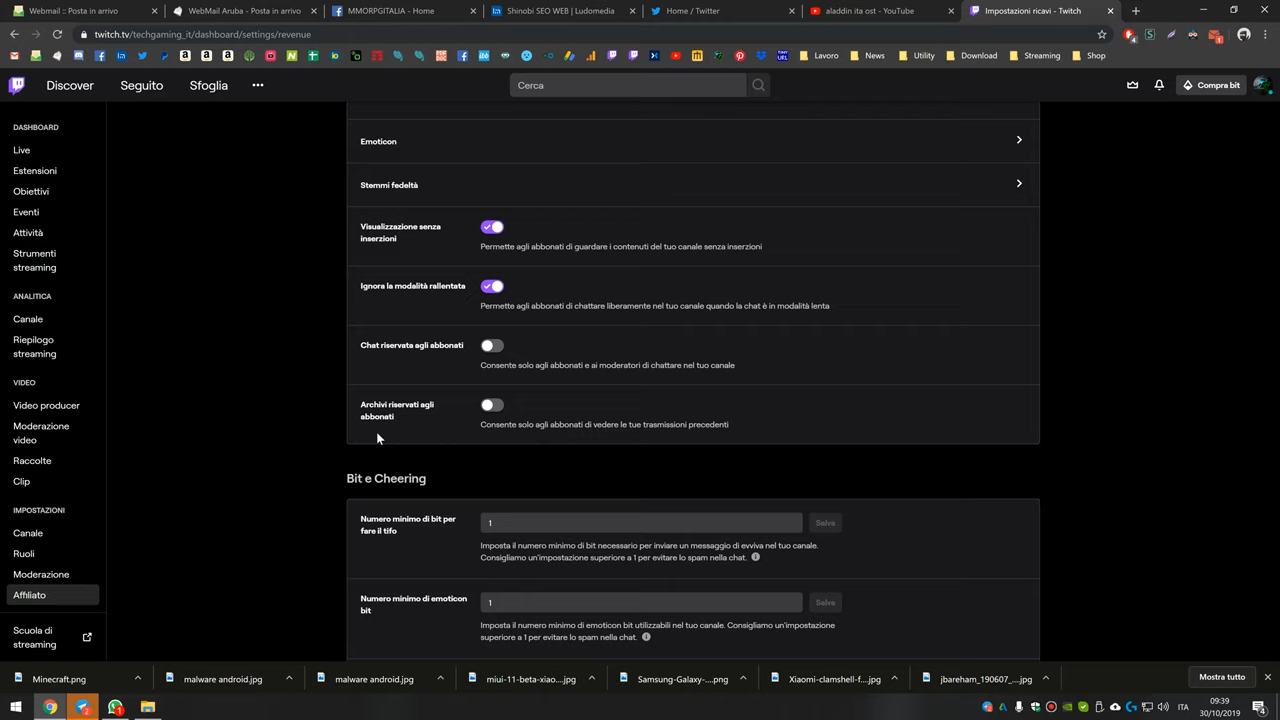 WebMail :: Posta in arrivo
WebMail Aruba - Posta in arrivo
MMORPGITALIA - Home
Shinobi SEO WEB | Ludomedia
Home / Twitter
aladdin ita ost - YouTube
Impostazioni ricavi - Twitch
twitch.tv/techgaming_it/dashboard/settings/revenue
Lavoro
News
Utility
Download
Streaming
Shop
Discover
Seguito
Sfoglia
Cerca
Compra bit
DASHBOARD
Live
Estensioni
Obiettivi
Eventi
Attività
Strumenti
streaming
ANALITICA
Canale
Riepilogo
streaming
VIDEO
Video producer
Moderazione
video
Raccolte
Clip
IMPOSTAZIONI
Canale
Ruoli
Moderazione
Affiliato
Scuola di
streaming
Emoticon
Stemmi fedeltà
Visualizzazione senza
inserzioni
Permette agli abbonati di guardare i contenuti del tuo canale senza inserzioni
Ignora la modalità rallentata
Permette agli abbonati di chattare liberamente nel tuo canale quando la chat è in modalità lenta
Chat riservata agli abbonati
Consente solo agli abbonati e ai moderatori di chattare nel tuo canale
Archivi riservati agli
abbonati
Consente solo agli abbonati di vedere le tue trasmissioni precedenti
Bit e Cheering
Numero minimo di bit per
fare il tifo
1
Salva
Imposta il numero minimo di bit necessario per inviare un messaggio di evviva nel tuo canale.
Consigliamo un'impostazione superiore a 1 per evitare lo spam nella chat.
Numero minimo di emoticon
bit
1
Salva
Imposta il numero minimo di emoticon bit utilizzabili nel tuo canale. Consigliamo un'impostazione
superiore a 1 per evitare lo spam nella chat.
Minecraft.png
malware android.jpg
malware android.jpg
miui-11-beta-xiao....jpg
Samsung-Galaxy-....png
Xiaomi-clamshell-f....jpg
jbareham_190607_....jpg
Mostra tutto
ITA
09:39
30/10/2019